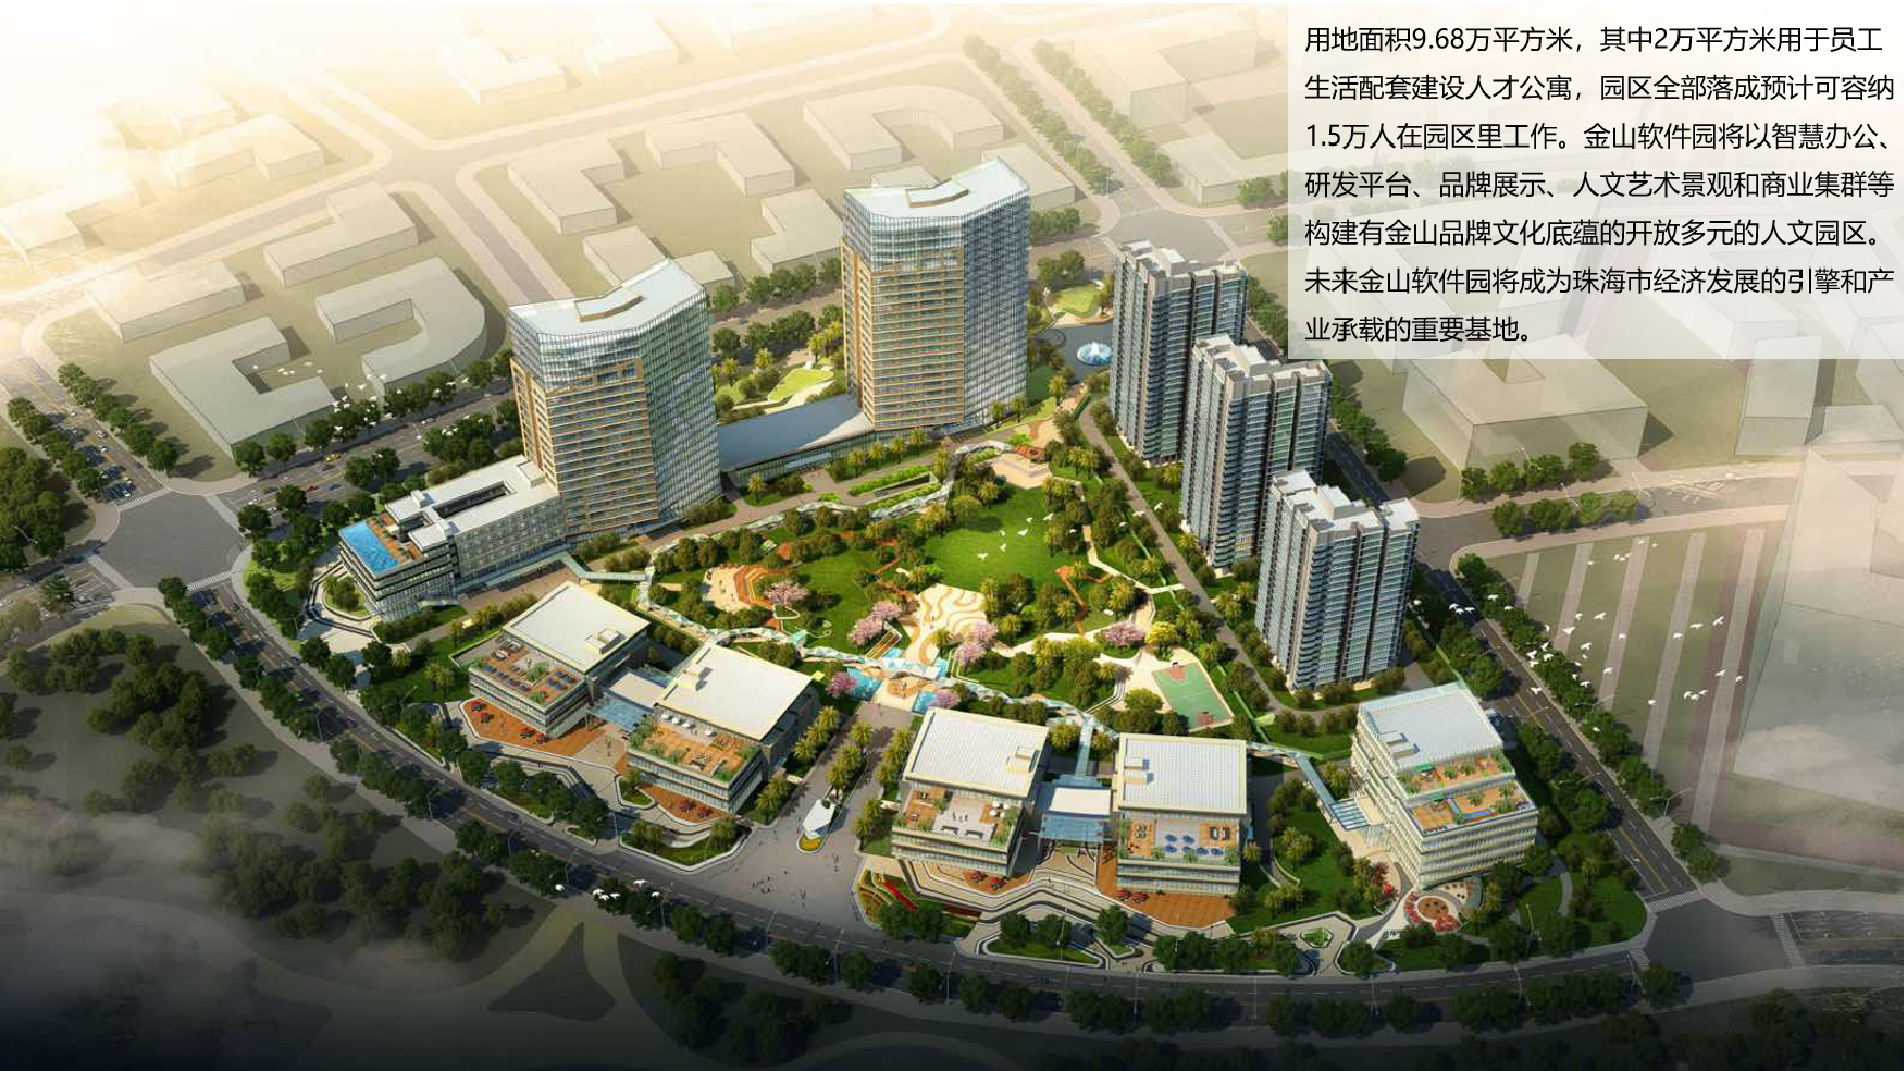 用地面积9.68万平方米，其中2万平方米用于员工
生活配套建设人才公寓，园区全部落成预计可容纳
1.5万人在园区里工作。金山软件园将以智慧办公、
研发平台、品牌展示、人文艺术景观和商业集群等
构建有金山品牌文化底蕴的开放多元的人文园区。
未来金山软件园将成为珠海市经济发展的引擎和产
业承载的重要基地。